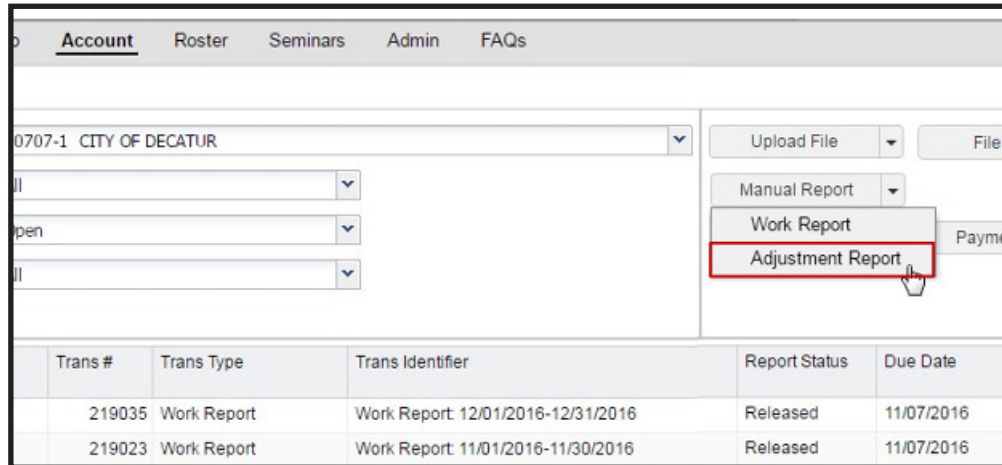 Account Roster Seminars Admin FAQs
0707-1 CITY OF DECATUR
Upload File
File
Manual Report
Work Report
Adjustment Report
Payme
Open
Trans # Trans Type Trans Identifier Report Status Due Date
219035 Work Report Work Report: 12/01/2016-12/31/2016 Released 11/07/2016
219023 Work Report Work Report: 11/01/2016-11/30/2016 Released 11/07/2016